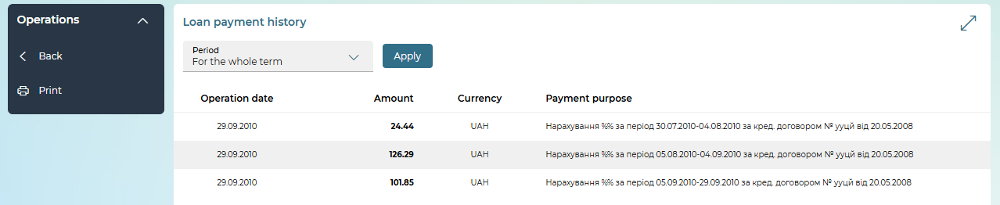 Operations
Back
Print
Loan payment history
Period
For the whole term
Apply
Operation date Amount Currency Payment purpose
29.09.2010 24.44 UAH Нарахування %% за період 30.07.2010-04.08.2010 за кред. договором № ууцй від 20.05.2008
29.09.2010 126.29 UAH Нарахування %% за період 05.08.2010-04.09.2010 за кред. договором № ууцй від 20.05.2008
29.09.2010 101.85 UAH Нарахування %% за період 05.09.2010-29.09.2010 за кред. договором № ууцй від 20.05.2008